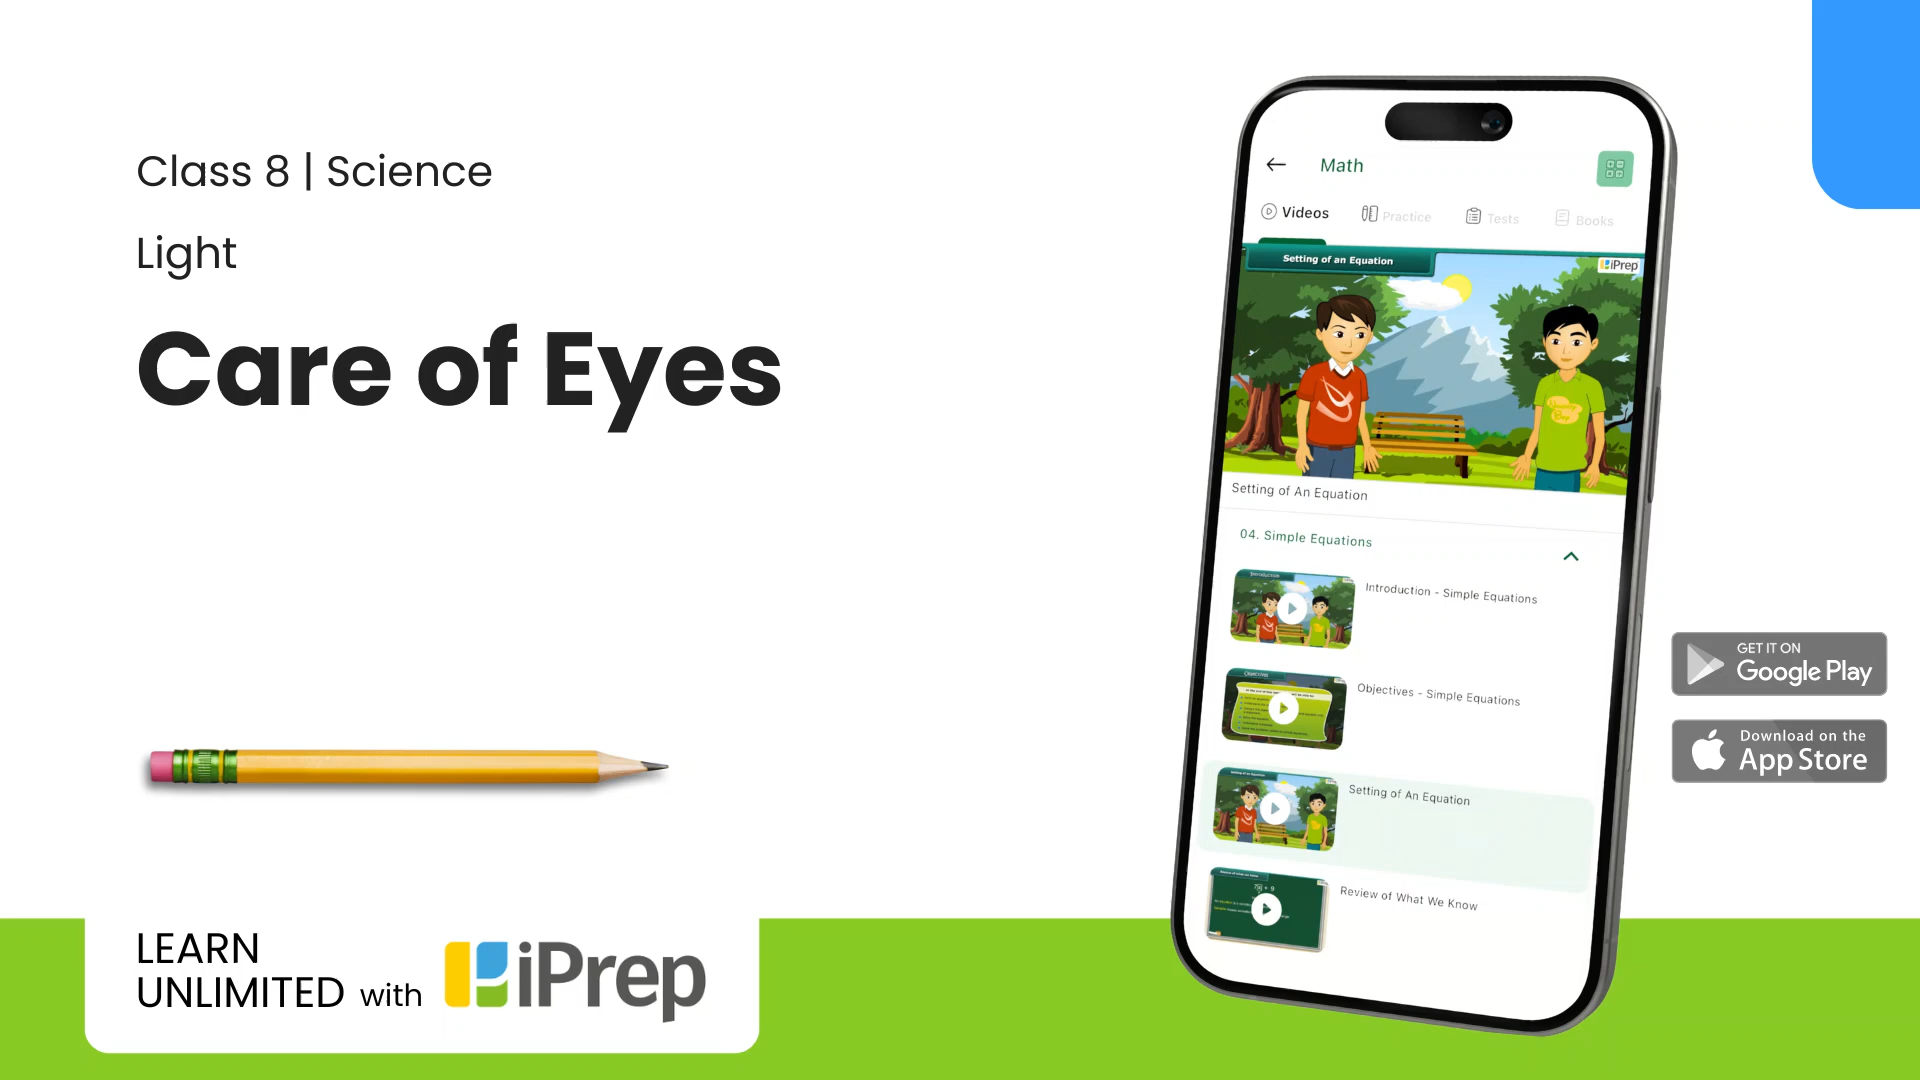 Class 8 | Science
Light
Care of Eyes
LEARN
UNLIMITED with iPrep
Math
Videos Practice Tests Books
Setting of an Equation
iPrep
Setting of An Equation
04. Simple Equations
Introduction - Simple Equations
Objectives - Simple Equations
Setting of An Equation
Review of What We Know
GET IT ON
Google Play
Download on the
App Store